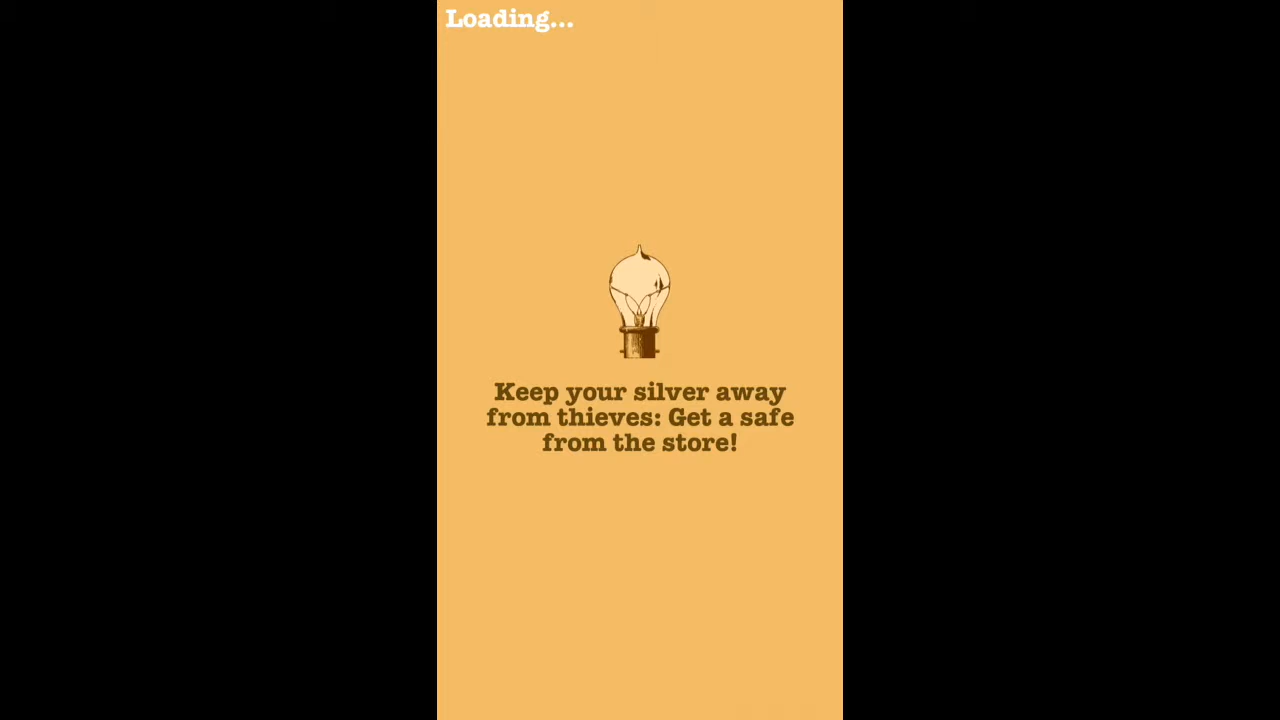 Loading...
Keep your silver away
from thieves: Get a safe
from the store!